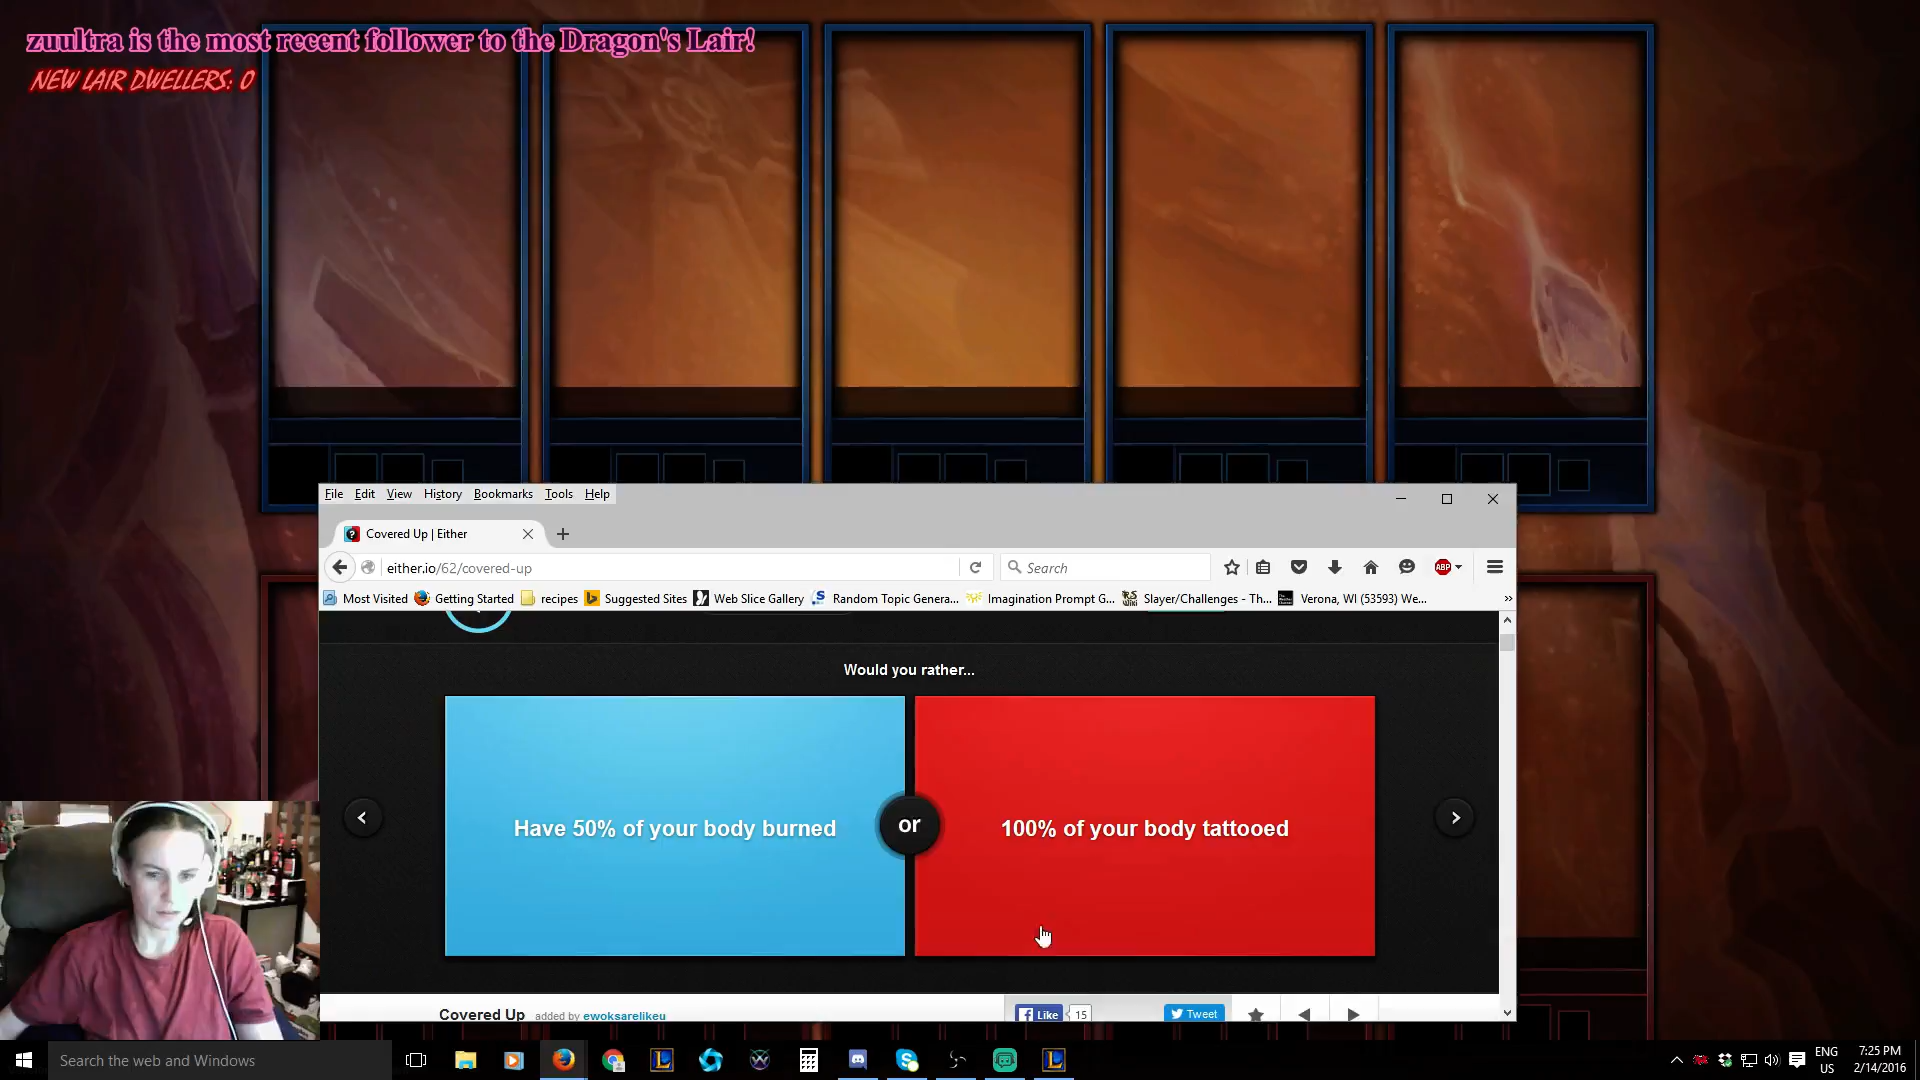 zuultra is the most recent follower to the Dragon's Lair!
NEW LAIR DWELLERS: 0
File Edit View History Bookmarks Tools Help
Covered Up | Either
either.io/62/covered-up
Search
ABP
Most Visited Getting Started recipes Suggested Sites Web Slice Gallery Random Topic Genera... Imagination Prompt G... Slayer/Challenges - Th... Verona, WI (53593) We...
Would you rather...
Have 50% of your body burned
or
100% of your body tattooed
Covered Up added by ewoksarelikeu
Like 15
Tweet
Search the web and Windows
ENG
US
7:25 PM
2/14/2016